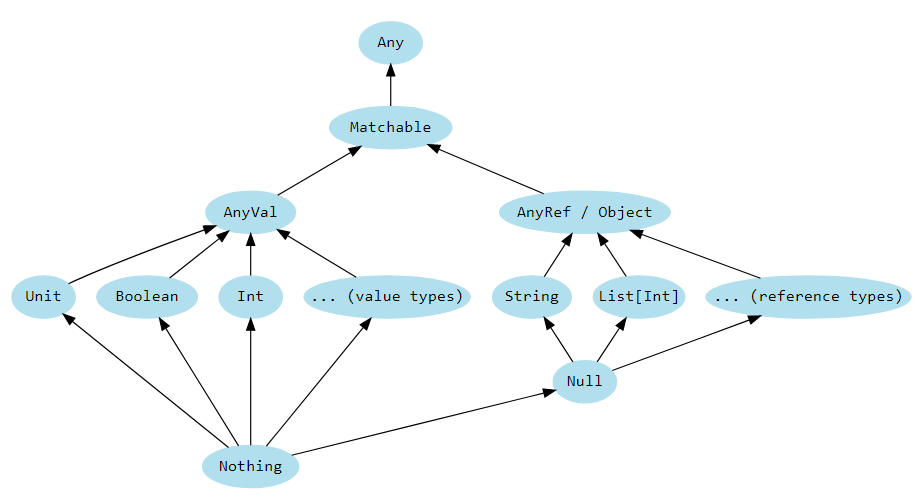 Any
Matchable
AnyVal
AnyRef / Object
Unit
Boolean
Int
... (value types)
String
List[Int]
... (reference types)
Null
Nothing